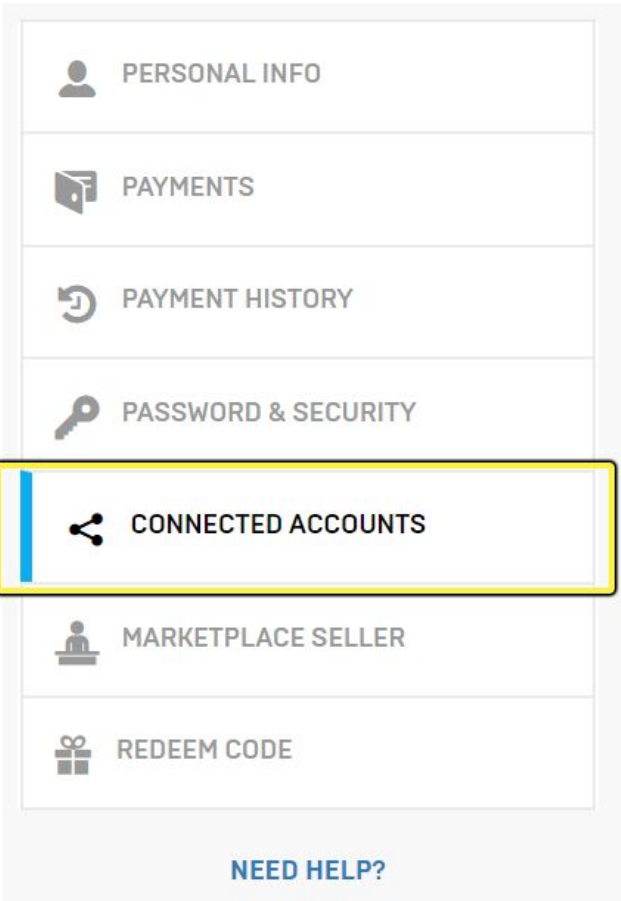 PERSONAL INFO
PAYMENTS
PAYMENT HISTORY
PASSWORD & SECURITY
CONNECTED ACCOUNTS
MARKETPLACE SELLER
REDEEM CODE
NEED HELP?